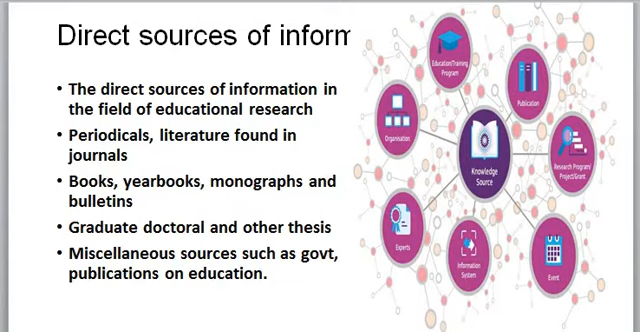 Direct sources of inform
• The direct sources of information in
the field of educational research
• Periodicals, literature found in
journals
• Books, yearbooks, monographs and
bulletins
• Graduate doctoral and other thesis
• Miscellaneous sources such as govt,
publications on education.
Education/Training
Program
Publication
Organisation
Knowledge
Source
Research Program/
Project/Grant
Experts
Information
System
Event